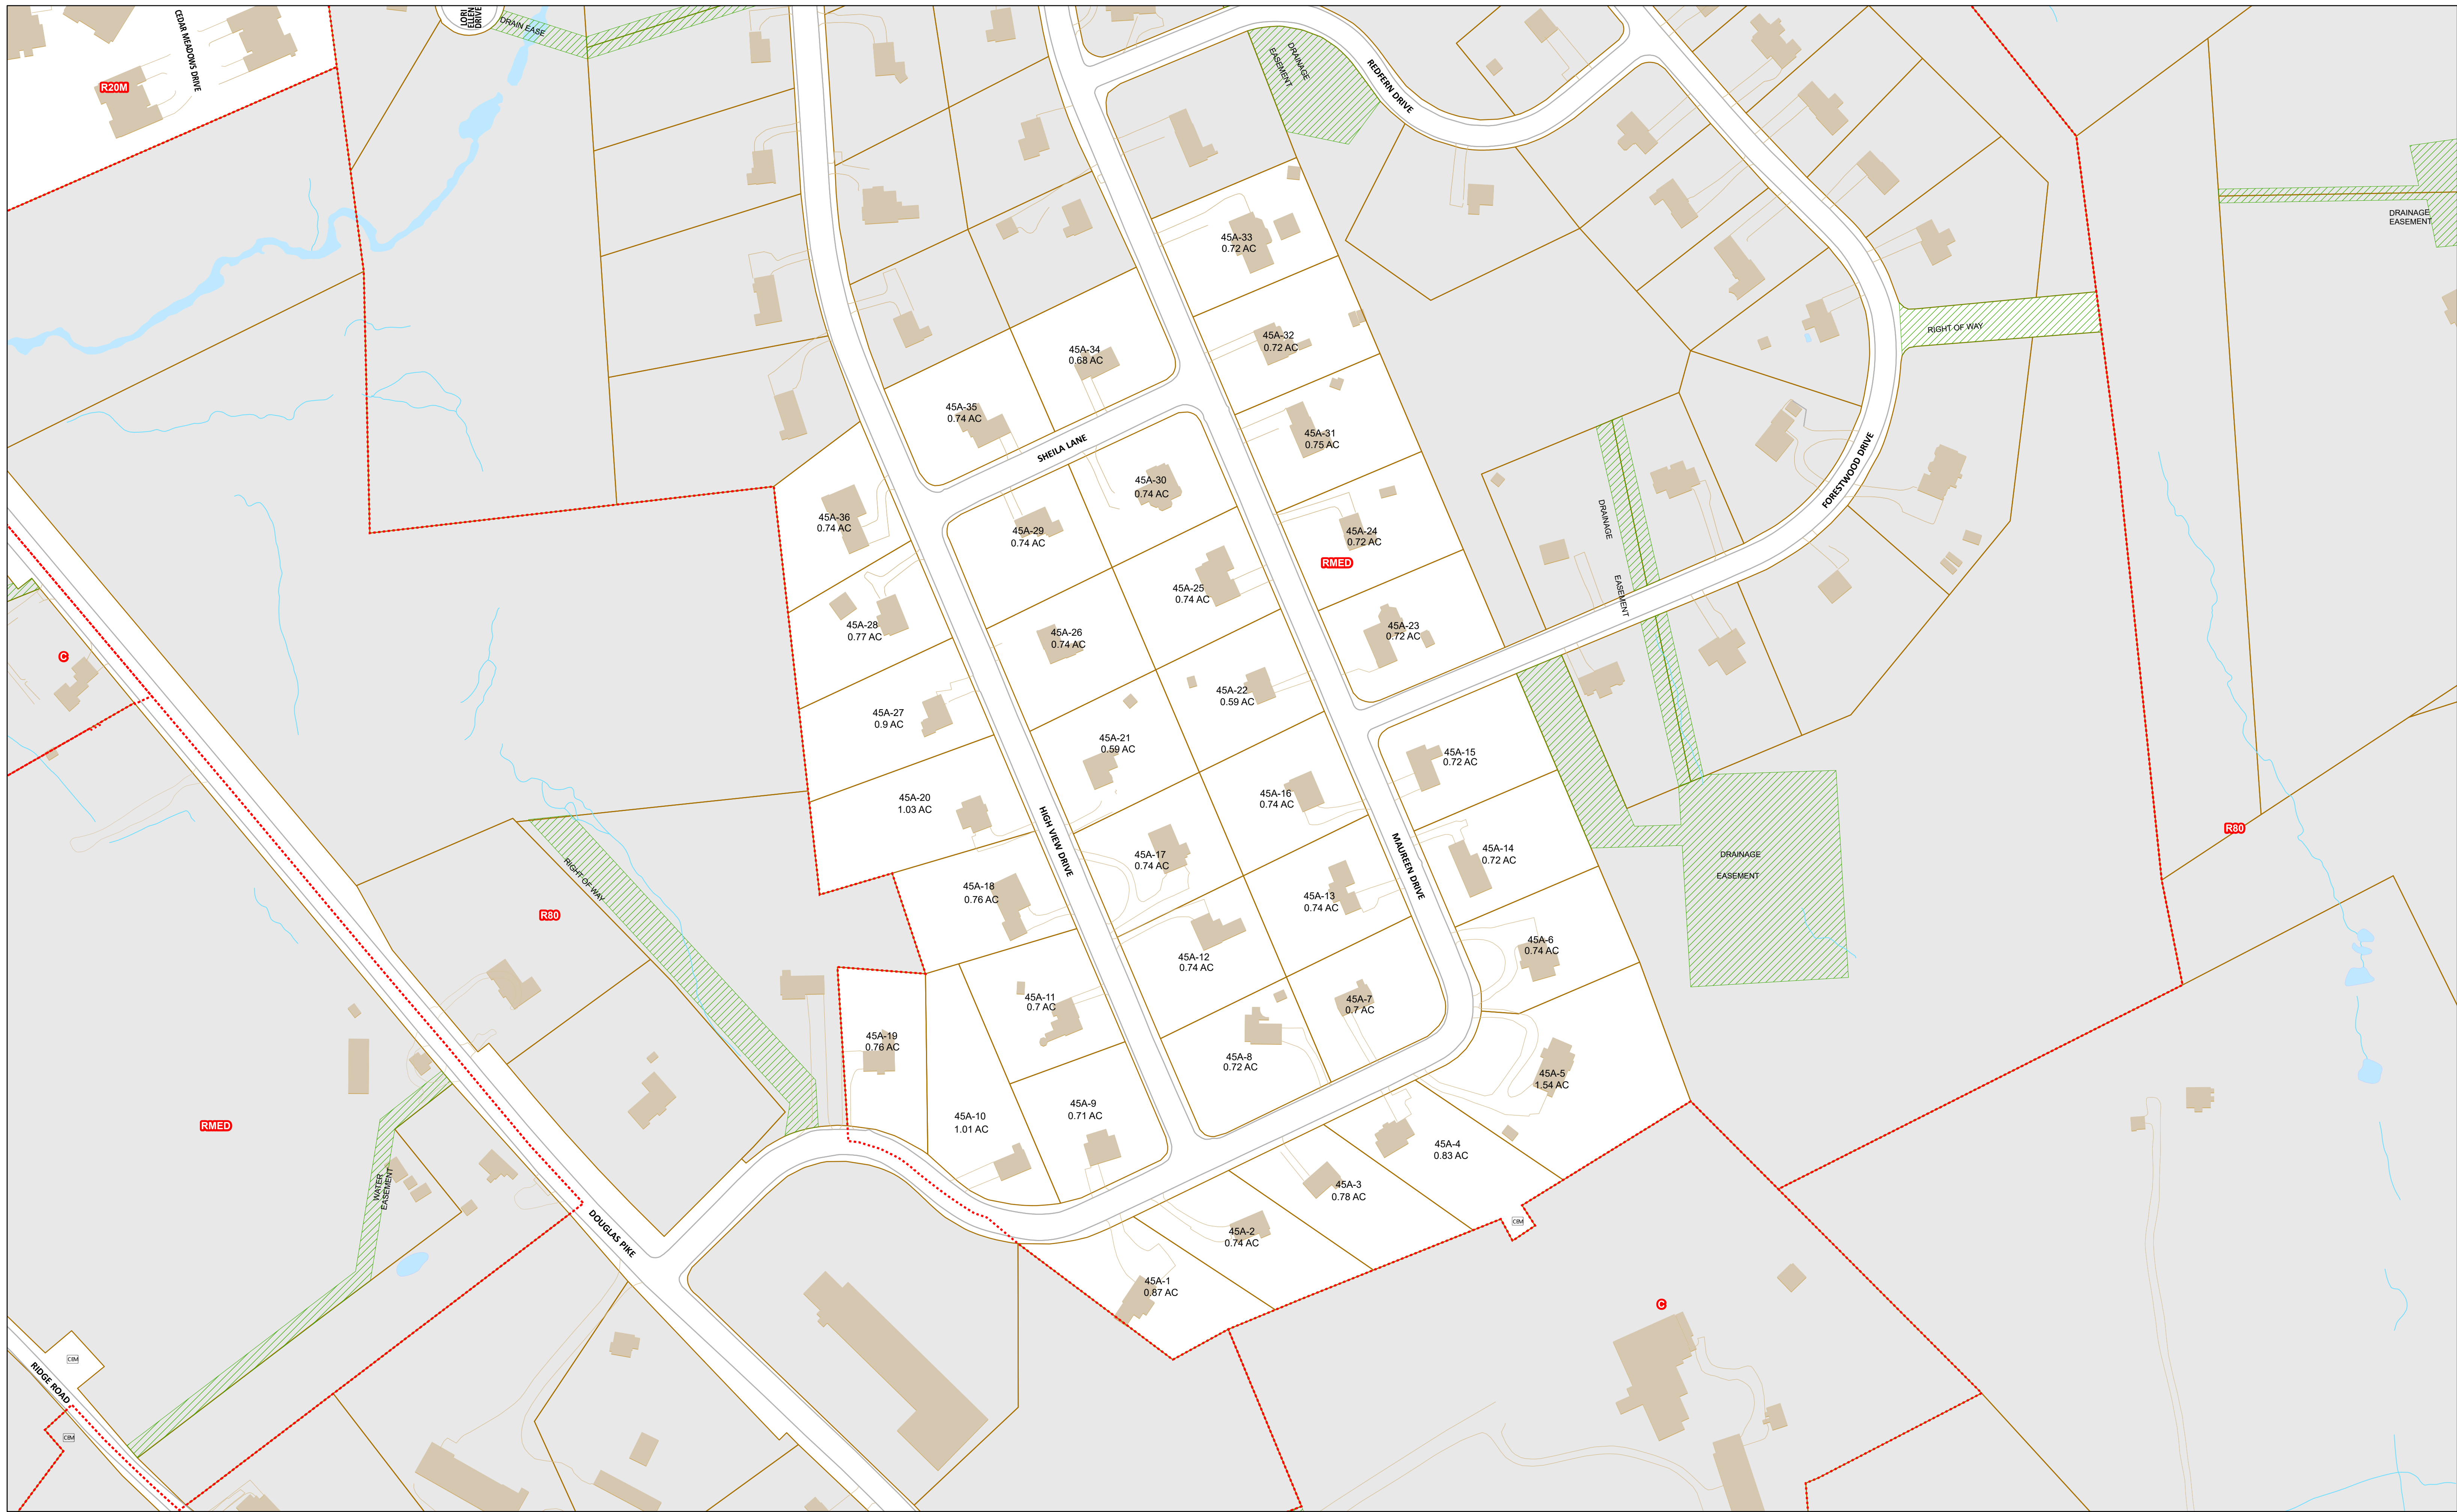 CEDAR MEADOWS DRIVE
LORI
ELLEN
DRIVE
DRAIN EASE
R20M
DRAINAGE
EASEMENT
REDFERN DRIVE
DRAINAGE
EASEMENT
45A-33
0.72 AC
RIGHT OF WAY
45A-32
0.72 AC
45A-34
0.68 AC
45A-35
0.74 AC
45A-31
0.75 AC
SHEILA LANE
FORESTWOOD DRIVE
45A-30
0.74 AC
45A-36
0.74 AC
45A-29
0.74 AC
45A-24
0.72 AC
DRAINAGE
EASEMENT
RMED
45A-25
0.74 AC
45A-28
0.77 AC
45A-26
0.74 AC
45A-23
0.72 AC
C
45A-22
0.59 AC
45A-27
0.9 AC
45A-21
0.59 AC
45A-15
0.72 AC
45A-20
1.03 AC
45A-16
0.74 AC
R80
HIGH VIEW DRIVE
MAUREEN DRIVE
45A-17
0.74 AC
45A-14
0.72 AC
DRAINAGE
EASEMENT
RIGHT OF WAY
45A-18
0.76 AC
45A-13
0.74 AC
R80
45A-6
0.74 AC
45A-12
0.74 AC
45A-11
0.7 AC
45A-7
0.7 AC
45A-19
0.76 AC
45A-8
0.72 AC
45A-5
1.54 AC
45A-9
0.71 AC
45A-10
1.01 AC
RMED
45A-4
0.83 AC
WATER
EASEMENT
45A-3
0.78 AC
DOUGLAS PIKE
45A-2
0.74 AC
CBM
45A-1
0.87 AC
C
CBM
RIDGE ROAD
CBM